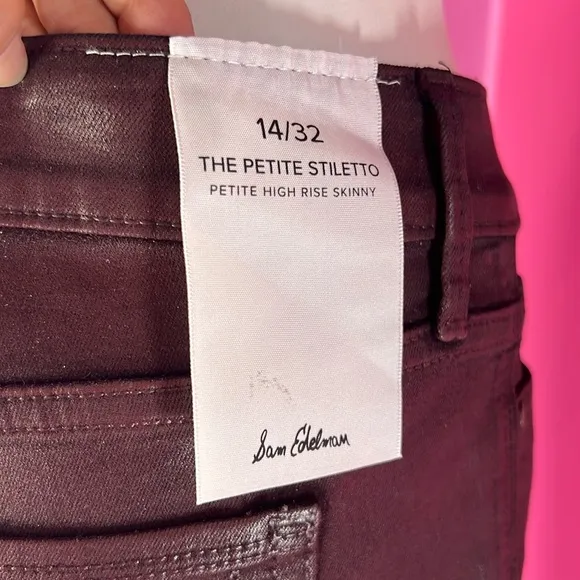 14/32
THE PETITE STILETTO
PETITE HIGH RISE SKINNY
Sam Edelman